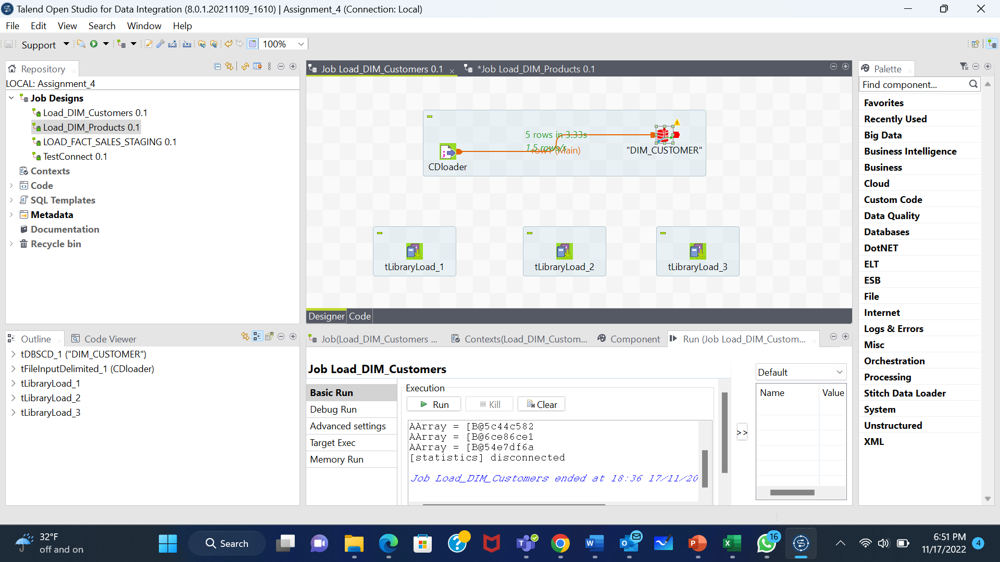 Talend Open Studio for Data Integration (8.0.1.20211109_1610) | Assignment_4 (Connection: Local)
File Edit View Search Window Help
Support 100%
Repository
LOCAL: Assignment_4
Job Designs
Load_DIM_Customers 0.1
Load_DIM_Products 0.1
LOAD_FACT_SALES_STAGING 0.1
TestConnect 0.1
Contexts
Code
SQL Templates
Metadata
Documentation
Recycle bin
Job Load_DIM_Customers 0.1 *Job Load_DIM_Products 0.1
5 rows in 3.33s
1.5 rows/s
row1 (Main)
CDloader
"DIM_CUSTOMER"
tLibraryLoad_1
tLibraryLoad_2
tLibraryLoad_3
Designer Code
Palette
Find component...
Favorites
Recently Used
Big Data
Business Intelligence
Business
Cloud
Custom Code
Data Quality
Databases
DotNET
ELT
ESB
File
Internet
Logs & Errors
Misc
Orchestration
Processing
Stitch Data Loader
System
Unstructured
XML
Outline Code Viewer
tDBSCD_1 ("DIM_CUSTOMER")
tFileInputDelimited_1 (CDloader)
tLibraryLoad_1
tLibraryLoad_2
tLibraryLoad_3
Job(Load_DIM_Customers ... Contexts(Load_DIM_Custom... Component Run (Job Load_DIM_Custom...
Job Load_DIM_Customers
Basic Run
Debug Run
Advanced settings
Target Exec
Memory Run
Execution
Run Kill Clear
AArray = [B@5c44c582
AArray = [B@6ce86ce1
AArray = [B@54e7df6a
[statistics] disconnected
Job Load_DIM_Customers ended at 18:36 17/11/20
>>
Default
Name Value
32°F
off and on
Search
16
6:51 PM
11/17/2022
4